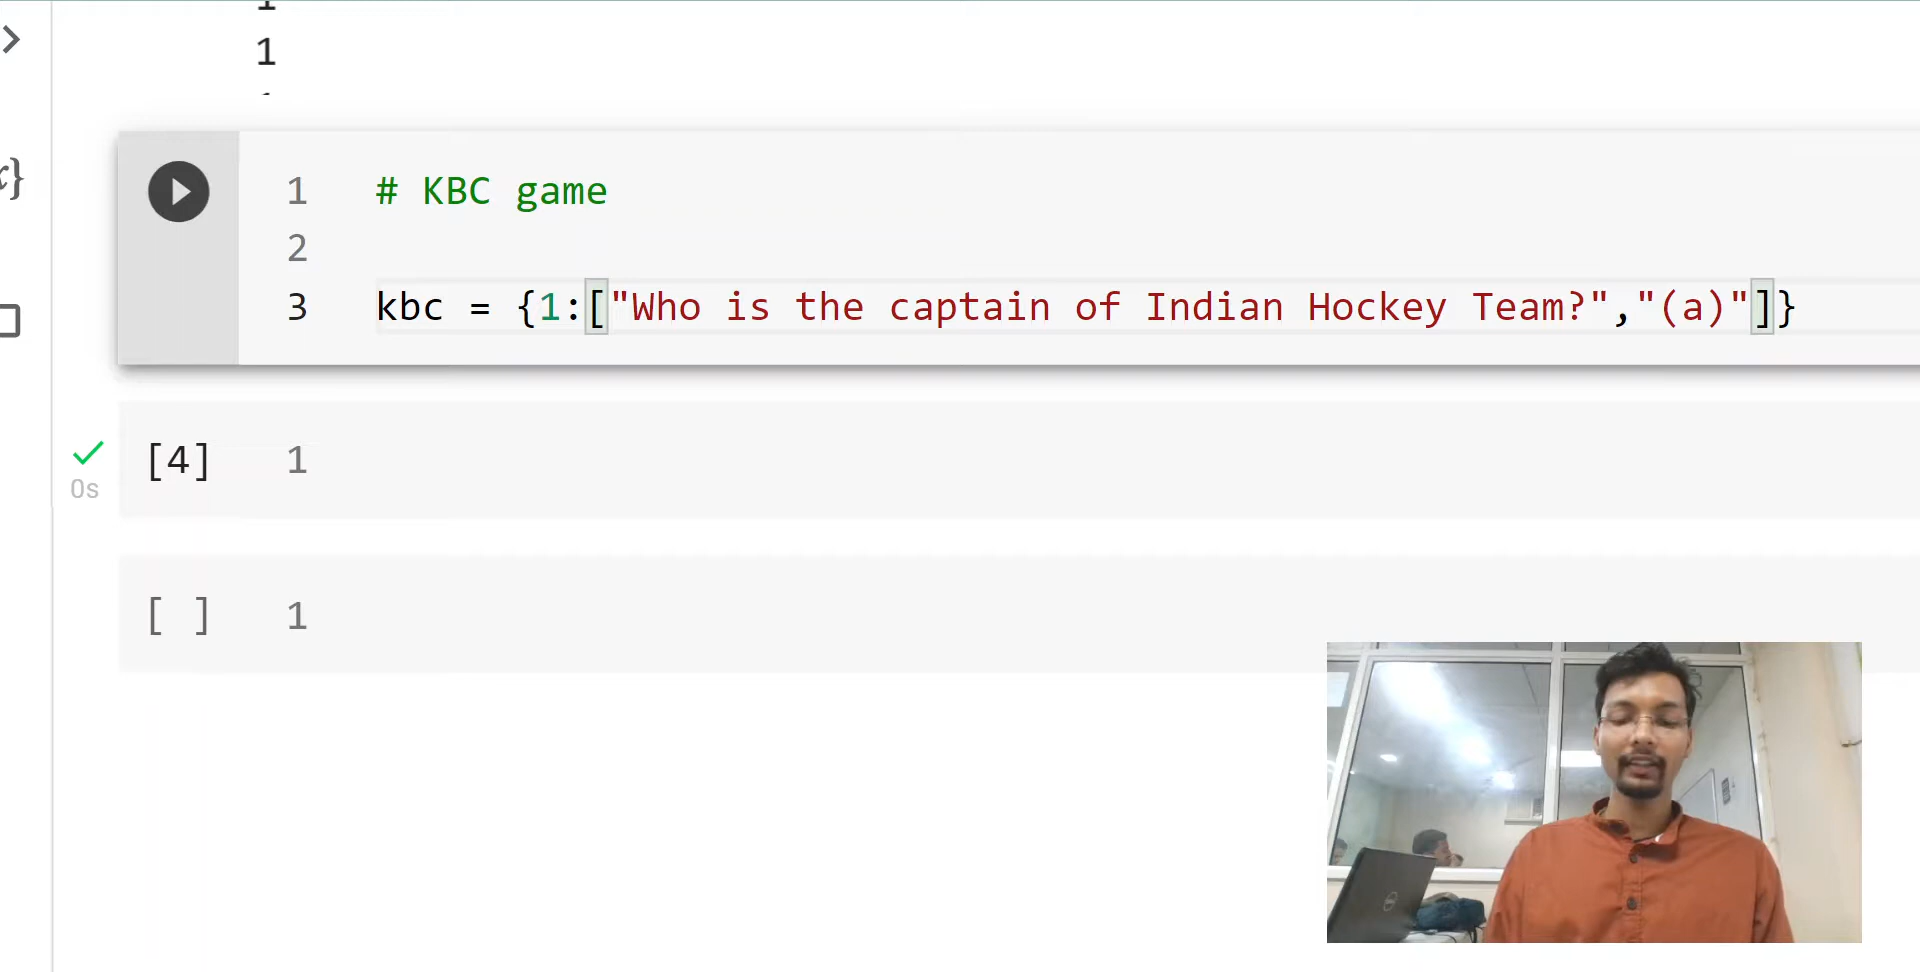 1
1 # KBC game
2
3 kbc = {1:["Who is the captain of Indian Hockey Team?","(a)"]}
[4] 1
0s
[ ] 1